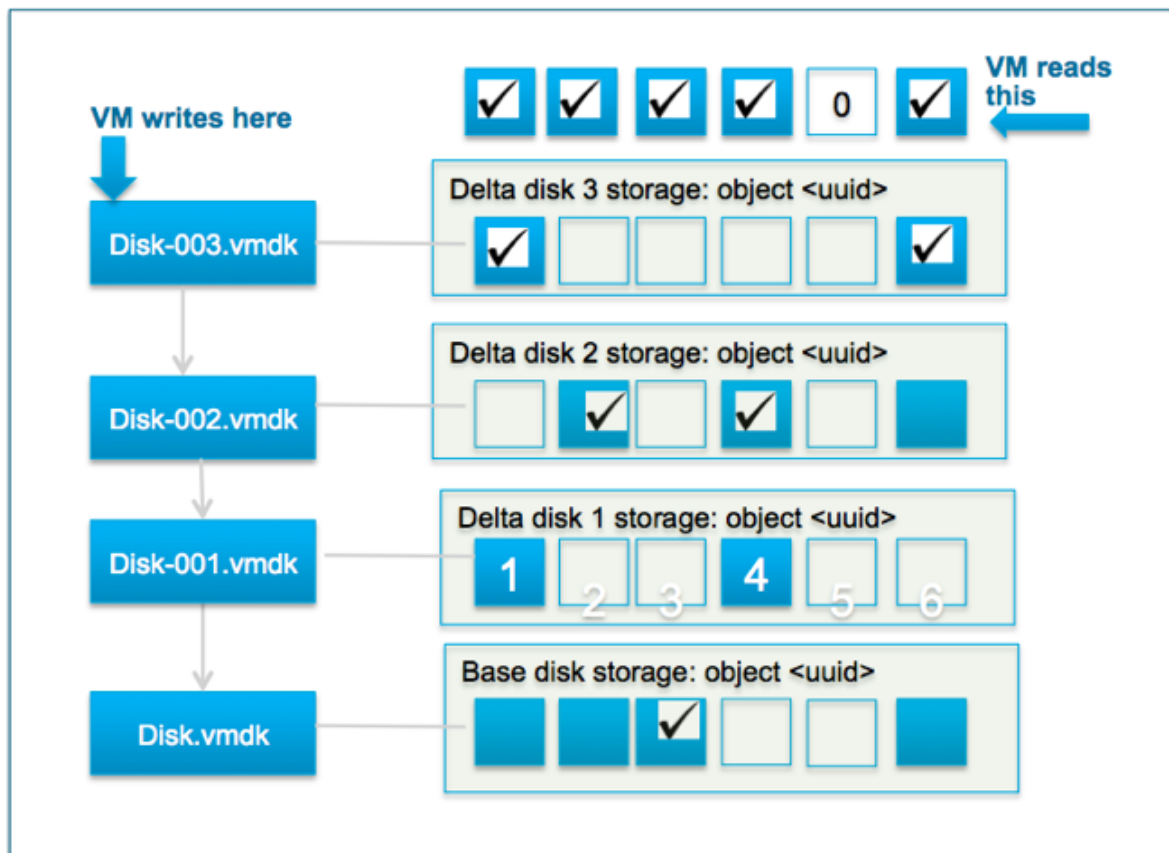 VM reads
this
VM writes here
0
Delta disk 3 storage: object <uuid>
Disk-003.vmdk
Delta disk 2 storage: object <uuid>
Disk-002.vmdk
Delta disk 1 storage: object <uuid>
Disk-001.vmdk
1 2 3 4 5 6
Base disk storage: object <uuid>
Disk.vmdk